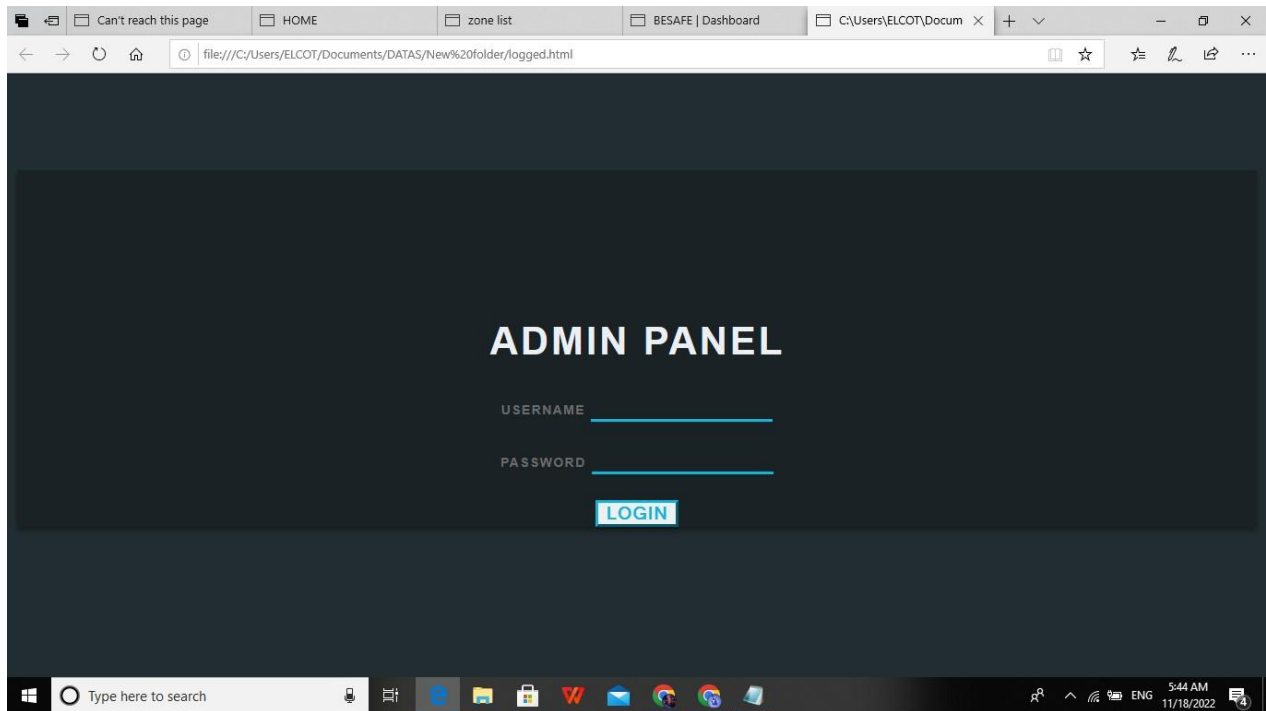 Can't reach this page
HOME
zone list
BESAFE | Dashboard
C:\Users\ELCOT\Docum
file:///C:/Users/ELCOT/Documents/DATAS/New%20folder/logged.html
ADMIN PANEL
USERNAME
PASSWORD
LOGIN
Type here to search
ENG
5:44 AM
11/18/2022
4